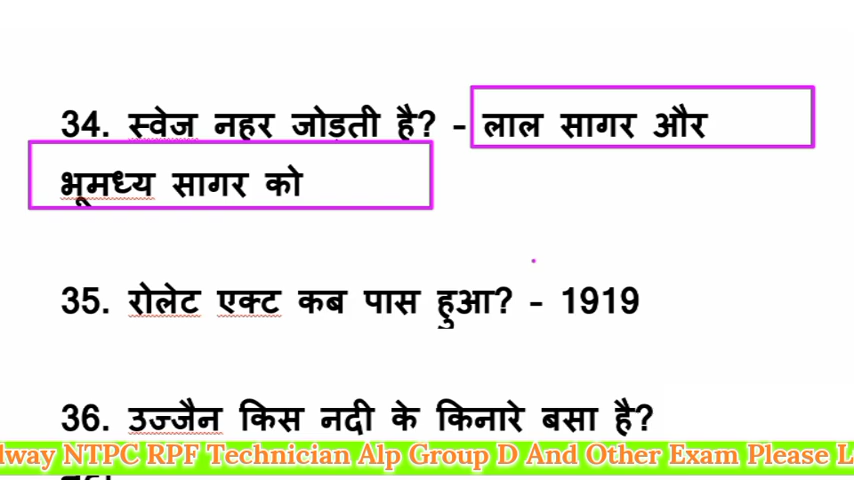 34. स्वेज नहर जोड़ती है? - लाल सागर और
भूमध्य सागर को
35. रोलेट एक्ट कब पास हुआ? - 1919
36. उज्जैन किस नदी के किनारे बसा है?
lway NTPC RPF Technician Alp Group D And Other Exam Please L